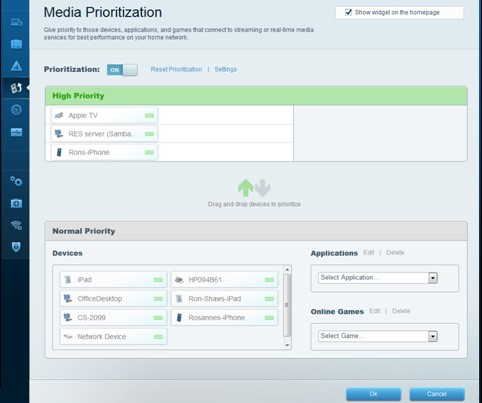 Media Prioritization
Show widget on the homepage
Give priority to those devices, applications, and games that connect to streaming or real-time media
services for best performance on your home network.
Prioritization: ON Reset Prioritization | Settings
High Priority
Apple TV
RES server (Samba...
Rons-iPhone
Drag and drop devices to prioritize
Normal Priority
Devices
iPad
HP094B61
OfficeDesktop
Ron-Shaws-iPad
CS-2099
Rosannes-iPhone
Network Device
Applications Edit | Delete
Select Application...
Online Games Edit | Delete
Select Game...
Ok
Cancel